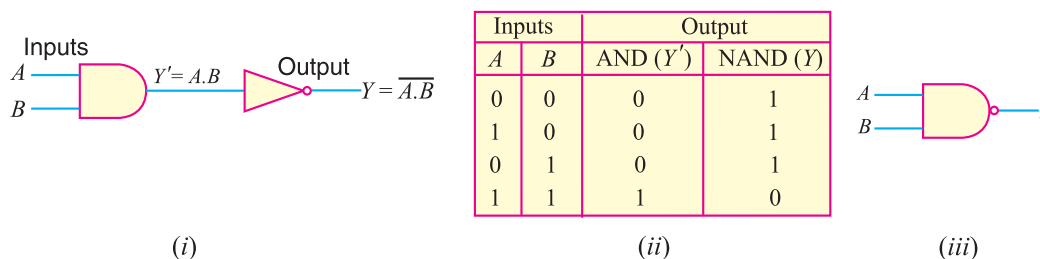 Inputs
A
B
Y′ = A.B
Output
Y = \overline{A.B}
(i)
Inputs Output
A B AND (Y′) NAND (Y)
0 0 0 1
1 0 0 1
0 1 0 1
1 1 1 0
(ii)
A
B
(iii)